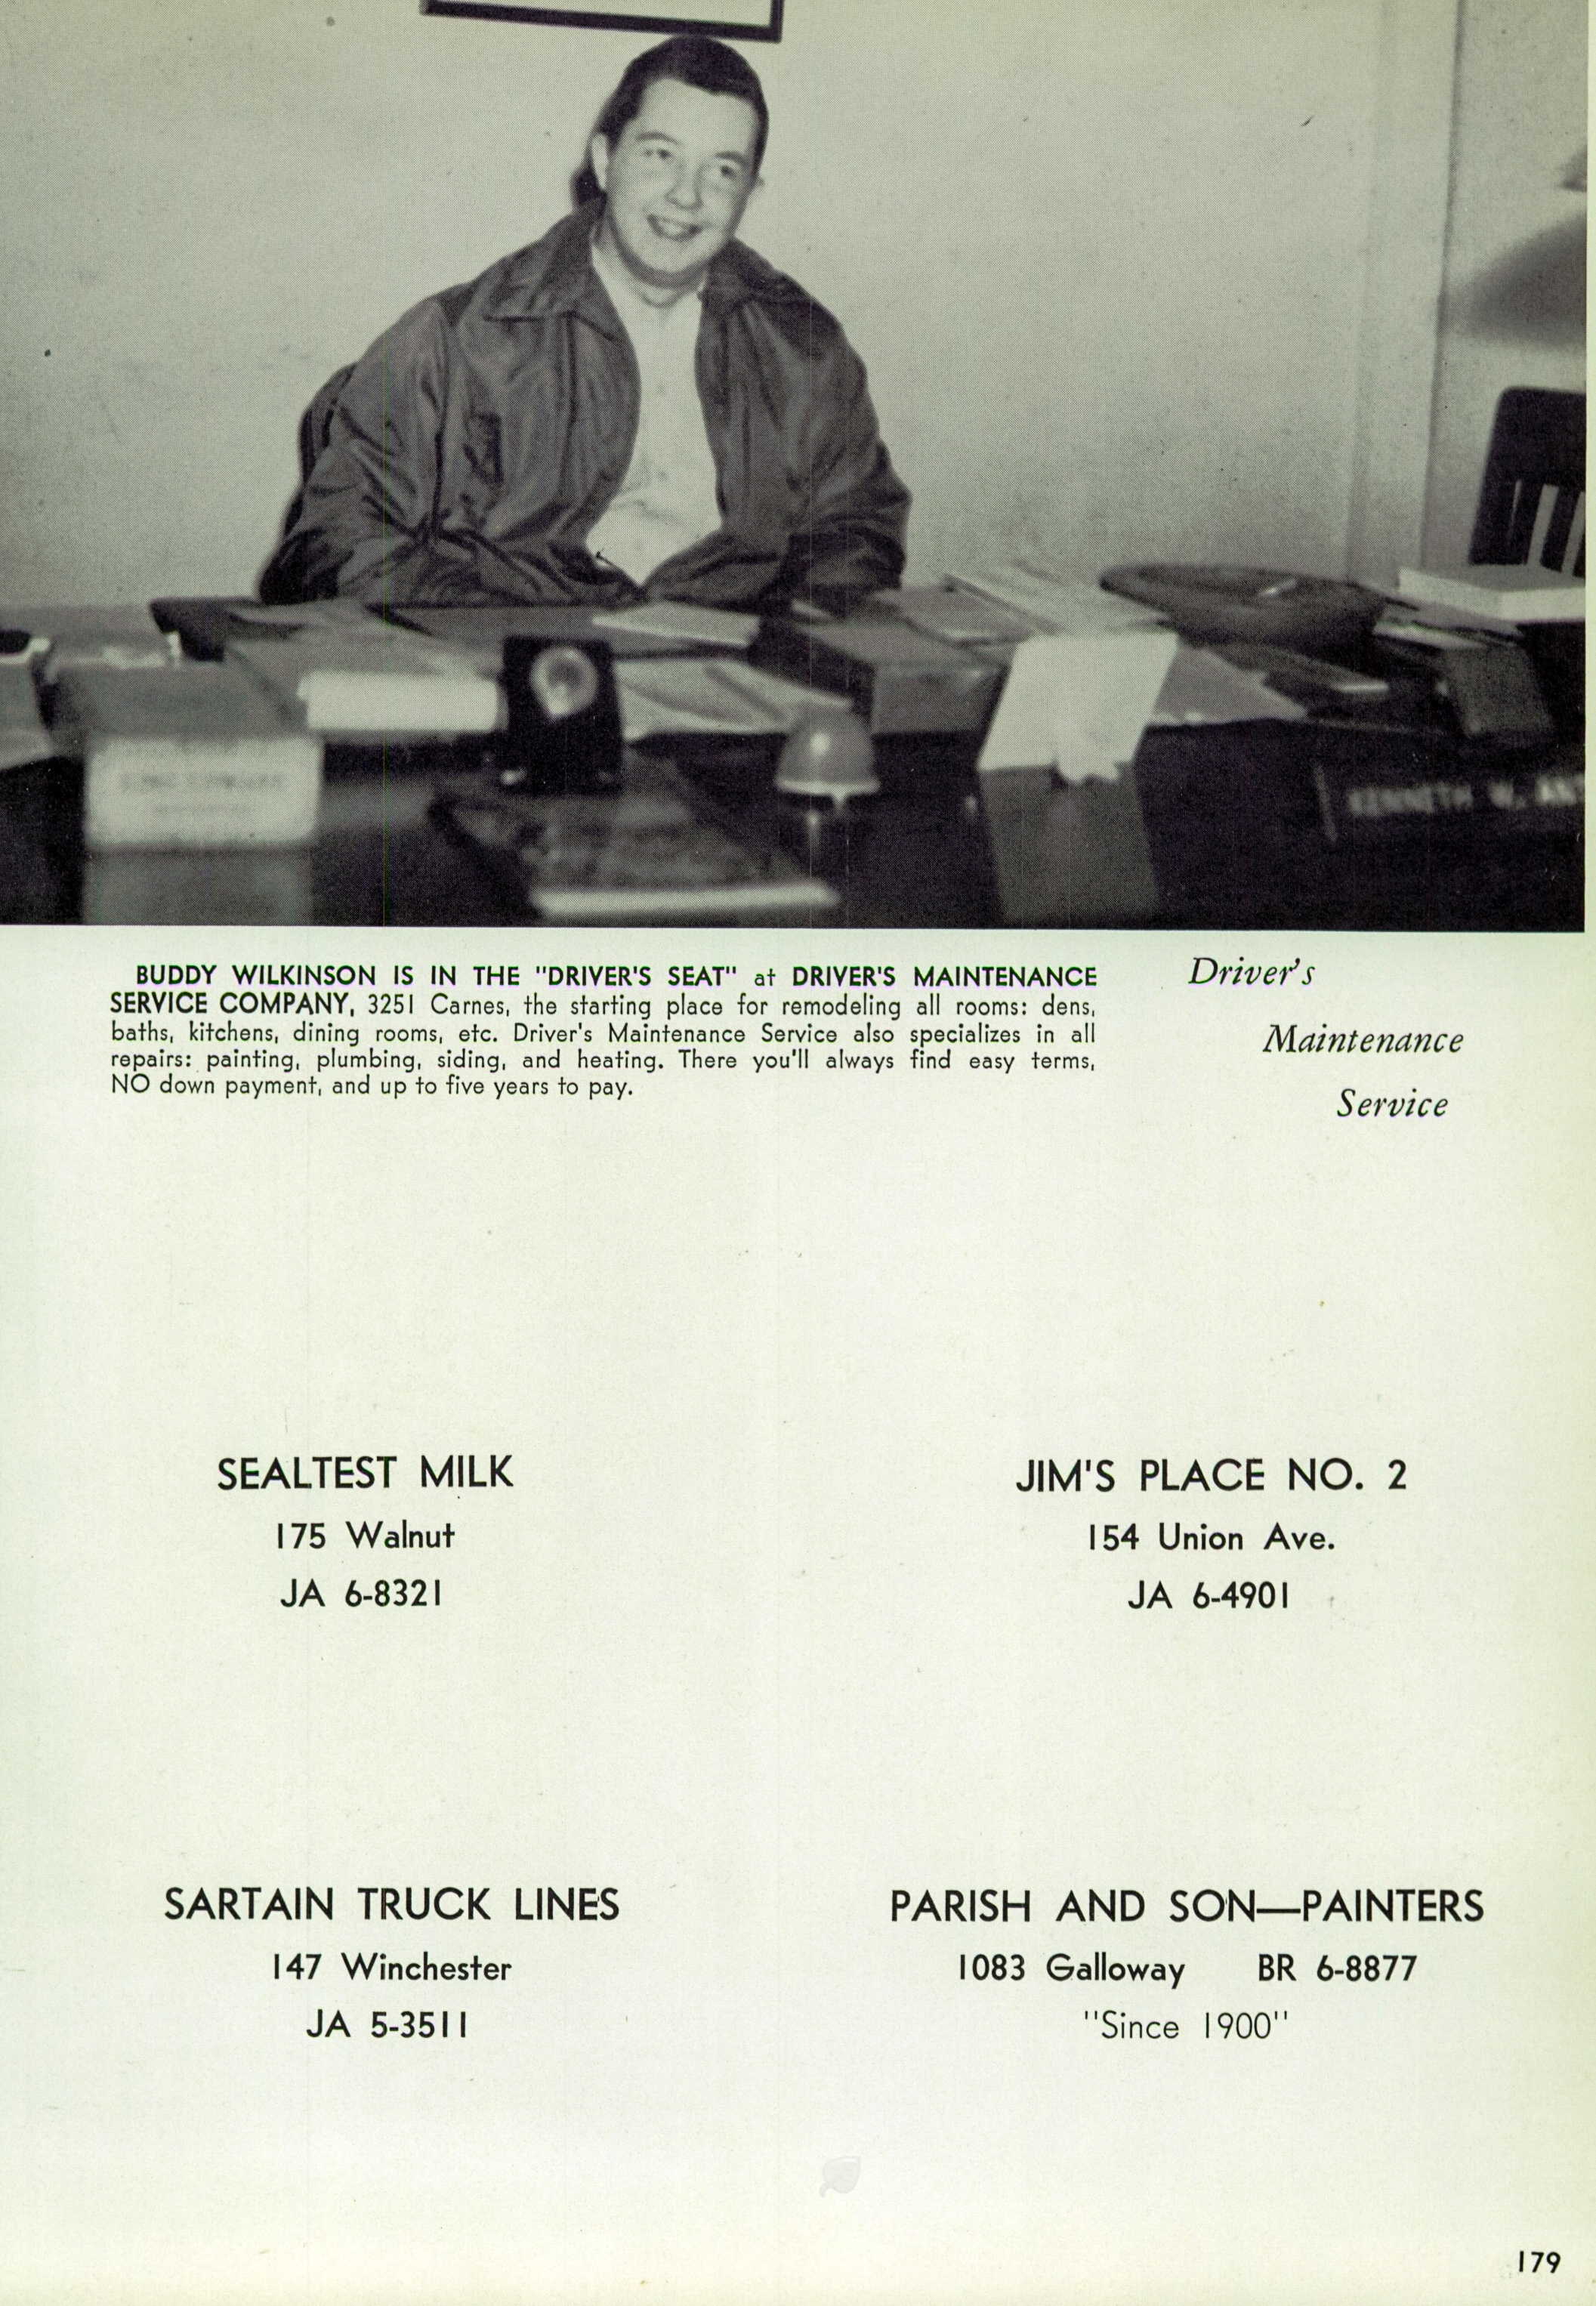 KENNETH W.
BUDDY WILKINSON IS IN THE "DRIVER'S SEAT" at DRIVER'S MAINTENANCE
SERVICE COMPANY, 3251 Carnes, the starting place for remodeling all rooms: dens,
baths, kitchens, dining rooms, etc. Driver's Maintenance Service also specializes in all
repairs: painting, plumbing, siding, and heating. There you'll always find easy terms,
NO down payment, and up to five years to pay.
Driver's
Maintenance
Service
SEALTEST MILK
175 Walnut
JA 6-8321
JIM'S PLACE NO. 2
154 Union Ave.
JA 6-4901
SARTAIN TRUCK LINES
147 Winchester
JA 5-3511
PARISH AND SON—PAINTERS
1083 Galloway BR 6-8877
"Since 1900"
179